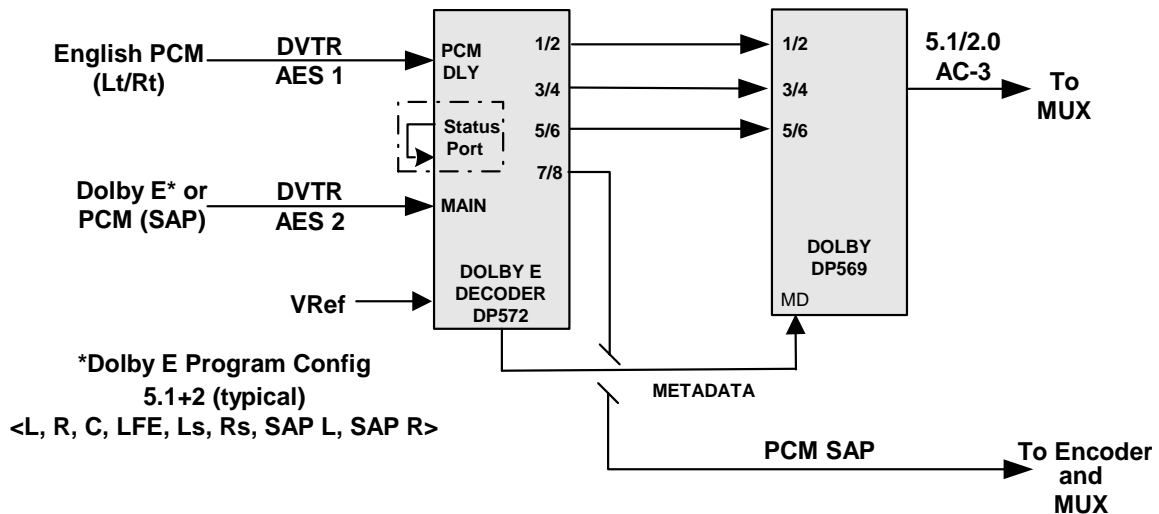 English PCM
(Lt/Rt)
DVTR
AES 1
PCM
DLY
Status
Port
1/2
3/4
5/6
7/8
1/2
3/4
5/6
5.1/2.0
AC-3
To
MUX
Dolby E* or
PCM (SAP)
DVTR
AES 2
MAIN
DOLBY E
DECODER
DP572
DOLBY
DP569
MD
VRef
METADATA
*Dolby E Program Config
5.1+2 (typical)
<L, R, C, LFE, Ls, Rs, SAP L, SAP R>
PCM SAP
To Encoder
and
MUX